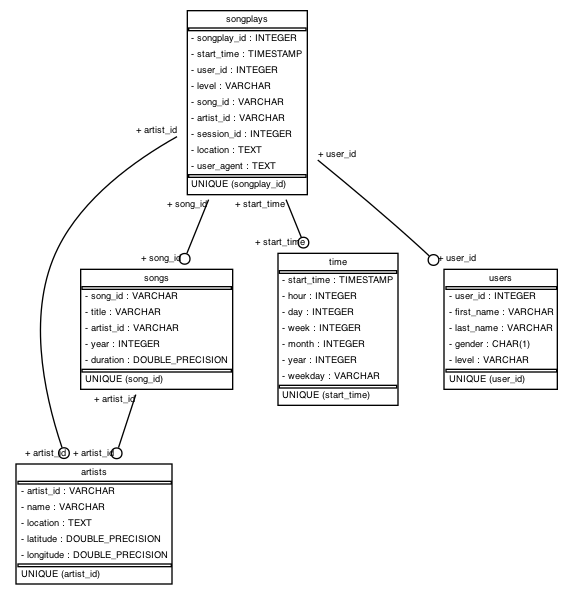 songplays
- songplay_id : INTEGER
- start_time : TIMESTAMP
- user_id : INTEGER
- level : VARCHAR
- song_id : VARCHAR
- artist_id : VARCHAR
- session_id : INTEGER
- location : TEXT
- user_agent : TEXT
UNIQUE (songplay_id)
+ artist_id
+ user_id
+ song_id
+ start_time
+ song_id
+ start_time
+ user_id
songs
- song_id : VARCHAR
- title : VARCHAR
- artist_id : VARCHAR
- year : INTEGER
- duration : DOUBLE_PRECISION
UNIQUE (song_id)
time
- start_time : TIMESTAMP
- hour : INTEGER
- day : INTEGER
- week : INTEGER
- month : INTEGER
- year : INTEGER
- weekday : VARCHAR
UNIQUE (start_time)
users
- user_id : INTEGER
- first_name : VARCHAR
- last_name : VARCHAR
- gender : CHAR(1)
- level : VARCHAR
UNIQUE (user_id)
+ artist_id
+ artist_id
+ artist_id
artists
- artist_id : VARCHAR
- name : VARCHAR
- location : TEXT
- latitude : DOUBLE_PRECISION
- longitude : DOUBLE_PRECISION
UNIQUE (artist_id)